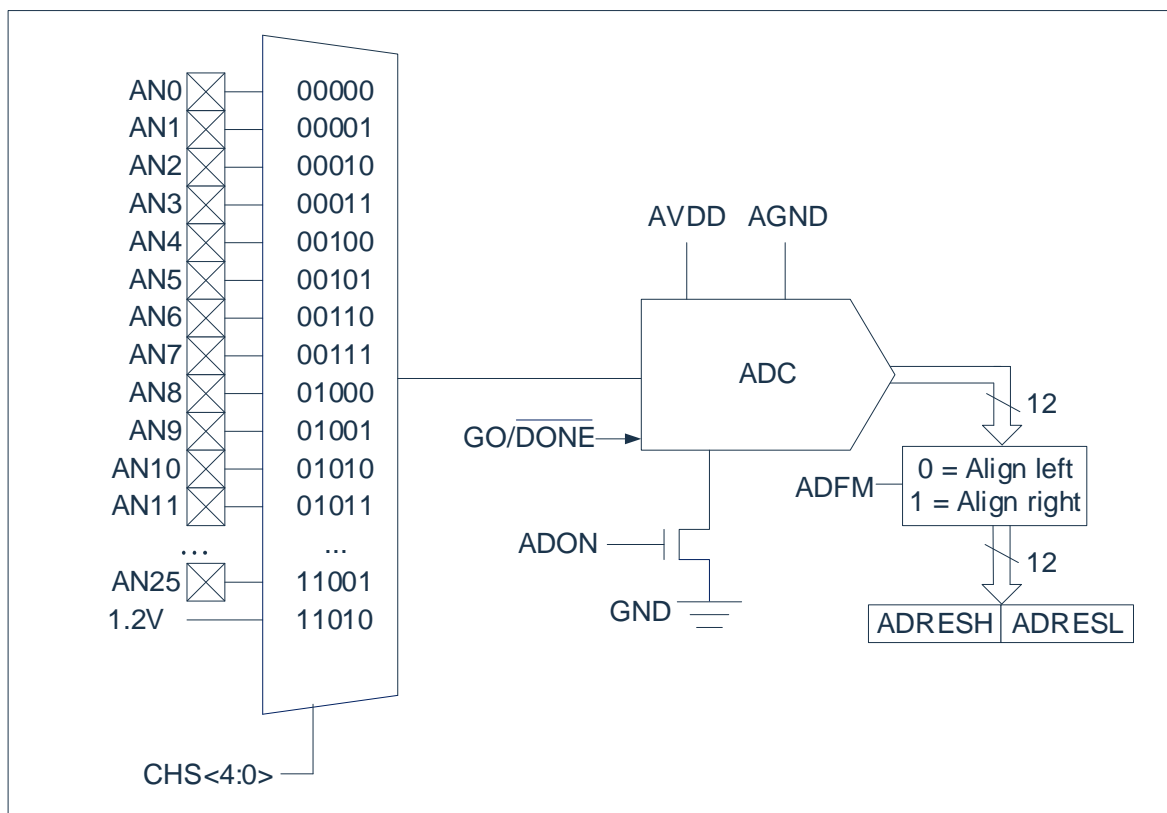 AN0 00000
AN1 00001
AN2 00010
AN3 00011
AN4 00100
AN5 00101
AN6 00110
AN7 00111
AN8 01000
AN9 01001
AN10 01010
AN11 01011
... ...
AN25 11001
1.2V 11010
CHS<4:0>
AVDD AGND
ADC
GO/DONE
ADON
GND
12
ADFM
0 = Align left
1 = Align right
12
ADRESH ADRESL